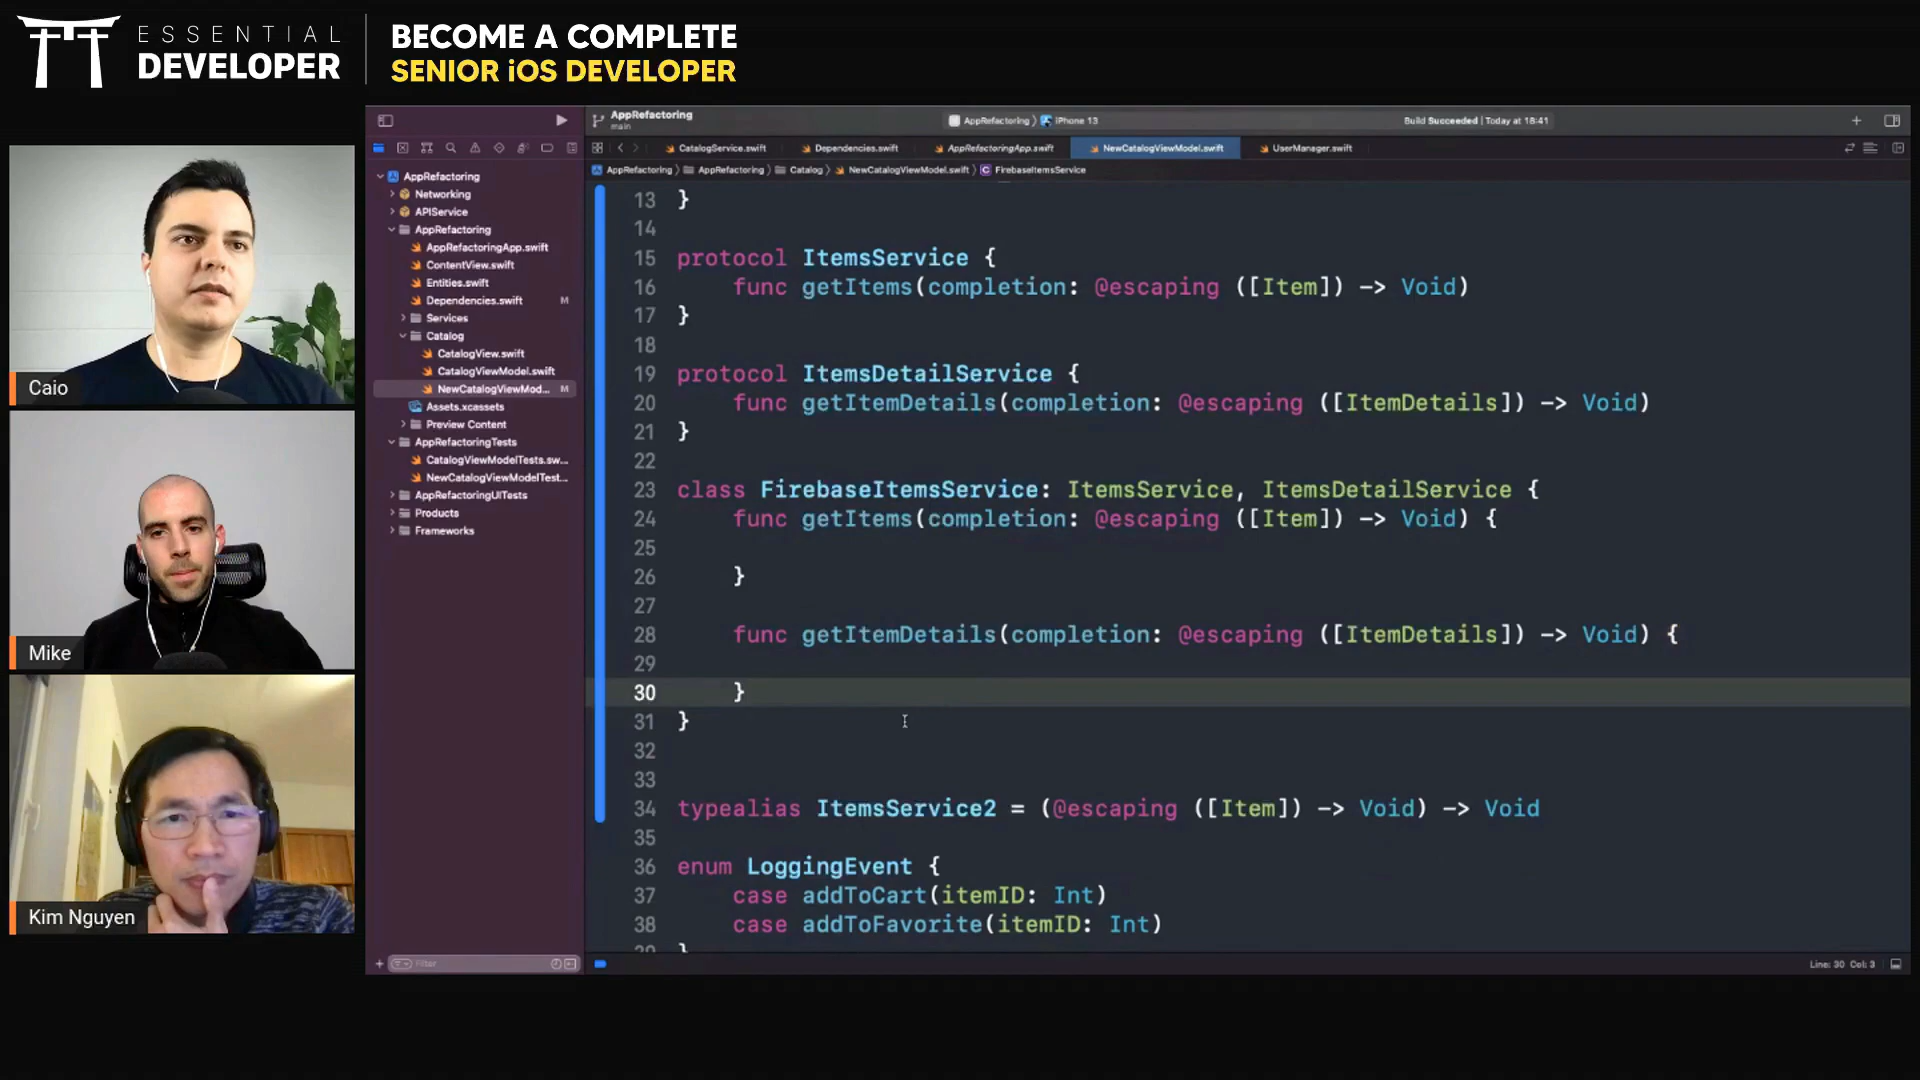 ESSENTIAL
DEVELOPER
BECOME A COMPLETE
SENIOR iOS DEVELOPER
Caio
Mike
Kim Nguyen
AppRefactoring
main
AppRefactoring
iPhone 13
Build Succeeded | Today at 18:41
CatalogService.swift
Dependencies.swift
AppRefactoringApp.swift
NewCatalogViewModel.swift
UserManager.swift
AppRefactoring
AppRefactoring
Catalog
NewCatalogViewModel.swift
C FirebaseItemsService
AppRefactoring
Networking
APIService
AppRefactoring
AppRefactoringApp.swift
ContentView.swift
Entities.swift
Dependencies.swift M
Services
Catalog
CatalogView.swift
CatalogViewModel.swift
NewCatalogViewMod... M
Assets.xcassets
Preview Content
AppRefactoringTests
CatalogViewModelTests.sw...
NewCatalogViewModelTest...
AppRefactoringUITests
Products
Frameworks
Filter
13 }
14
15 protocol ItemsService {
16 func getItems(completion: @escaping ([Item]) -> Void)
17 }
18
19 protocol ItemsDetailService {
20 func getItemDetails(completion: @escaping ([ItemDetails]) -> Void)
21 }
22
23 class FirebaseItemsService: ItemsService, ItemsDetailService {
24 func getItems(completion: @escaping ([Item]) -> Void) {
25
26 }
27
28 func getItemDetails(completion: @escaping ([ItemDetails]) -> Void) {
29
30 }
31 }
32
33
34 typealias ItemsService2 = (@escaping ([Item]) -> Void) -> Void
35
36 enum LoggingEvent {
37 case addToCart(itemID: Int)
38 case addToFavorite(itemID: Int)
39 }
Line: 30 Col: 3